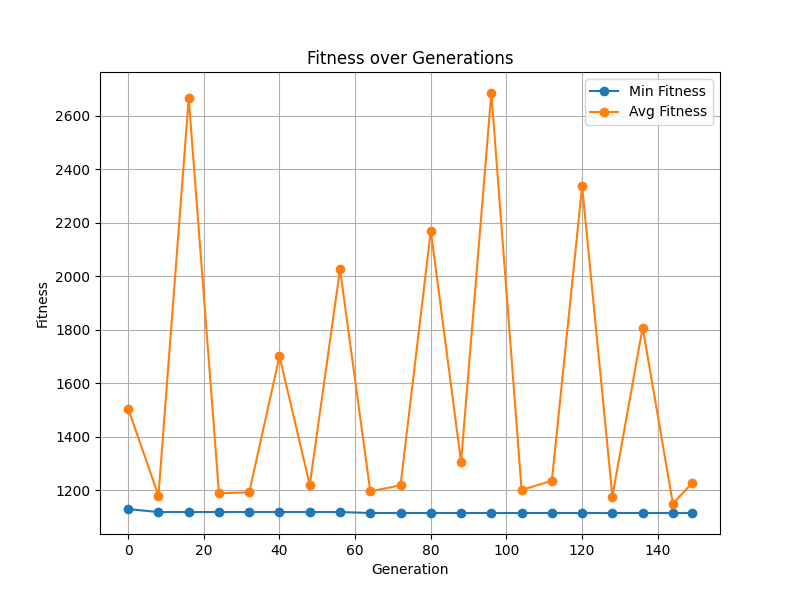 Fitness over Generations
Min Fitness
Avg Fitness
Fitness
2600
2400
2200
2000
1800
1600
1400
1200
0 20 40 60 80 100 120 140
Generation